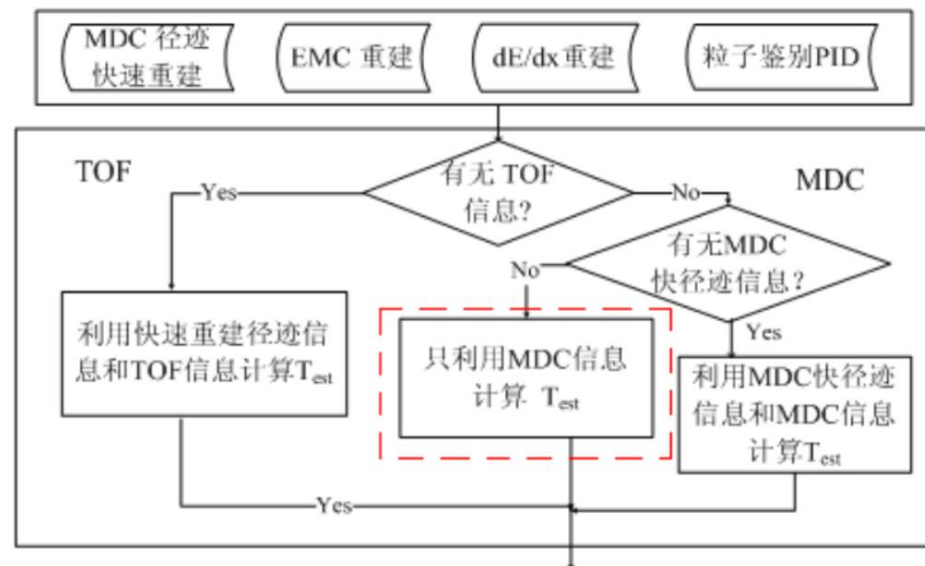 MDC 径迹
快速重建
EMC 重建
dE/dx重建
粒子鉴别PID
TOF
有无 TOF
信息?
MDC
Yes
No
有无MDC
快径迹信息?
No
Yes
利用快速重建径迹信
息和TOF信息计算Test
只利用MDC信息
计算 Test
利用MDC快径迹
信息和MDC信息
计算Test
Yes